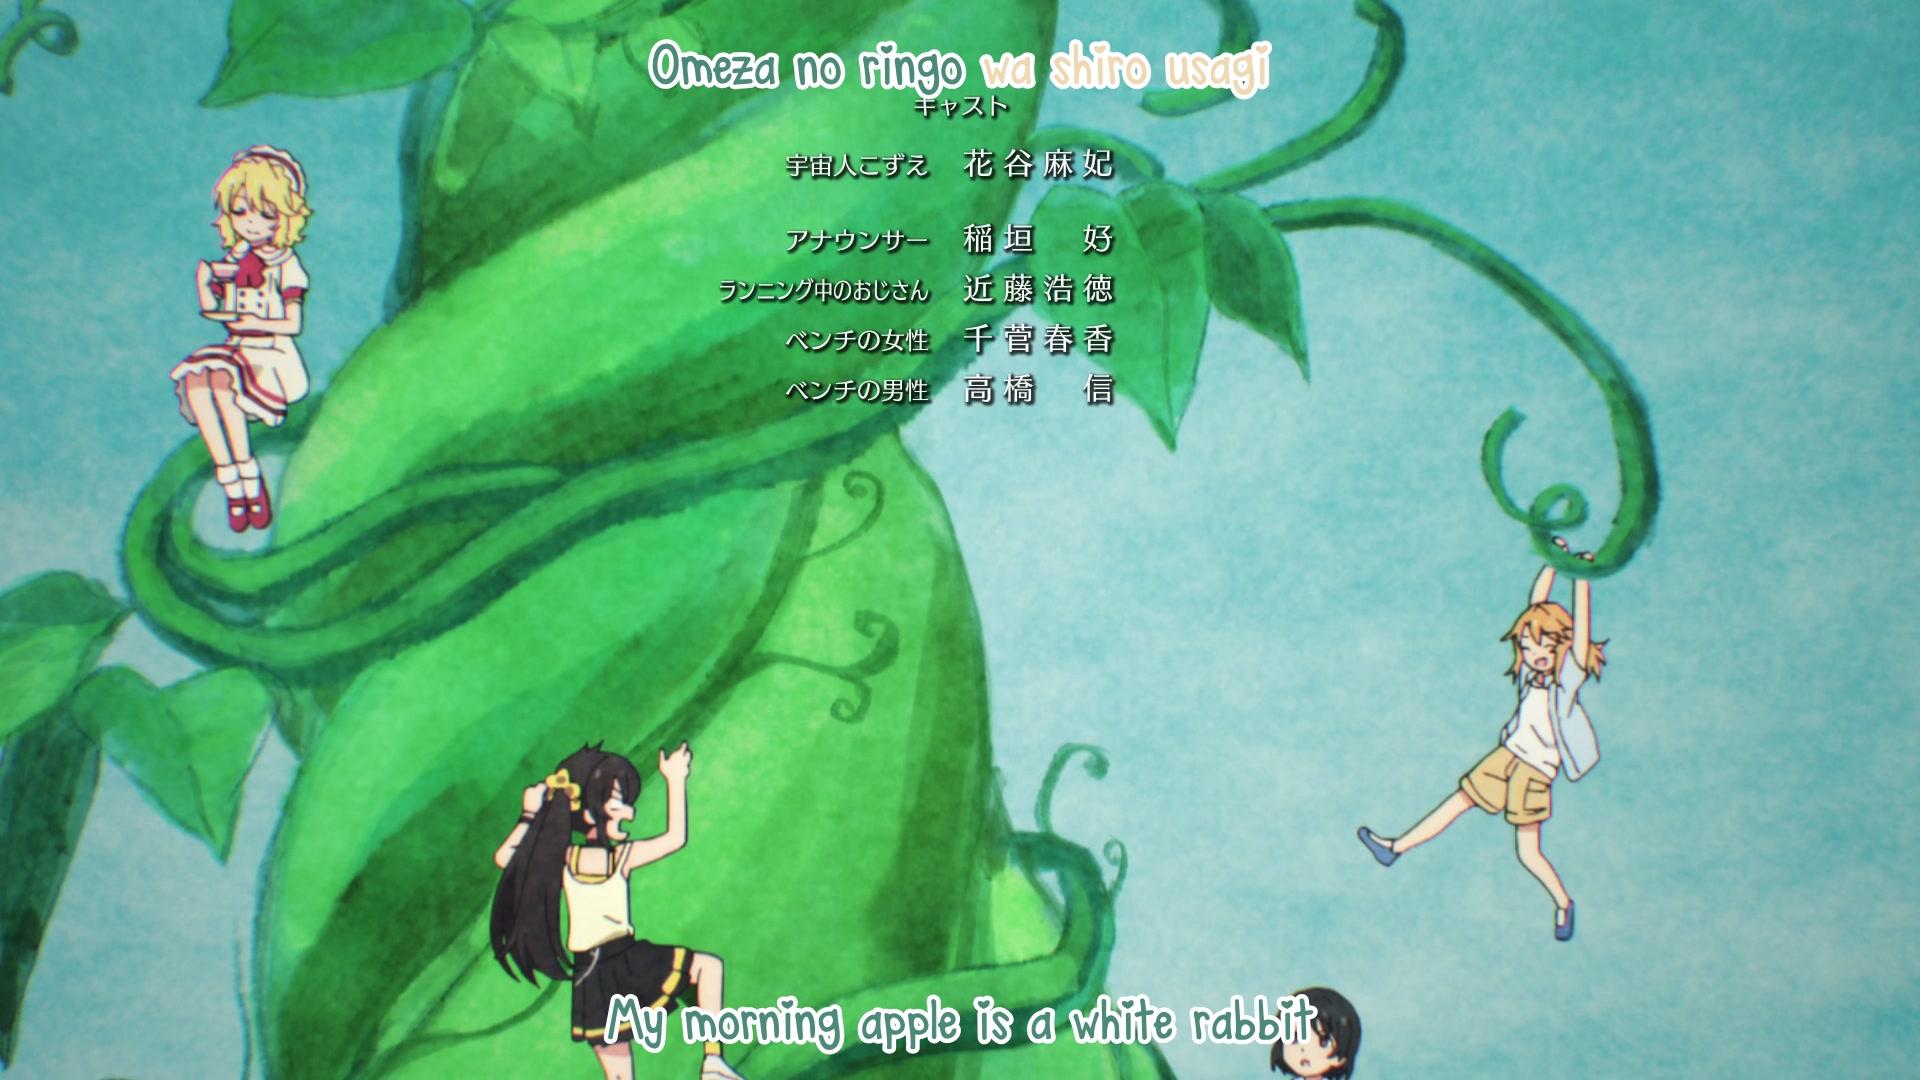 Omeza no ringo wa shiro usagi
キャスト
宇宙人こずえ 花谷麻妃
アナウンサー 稲垣 好
ランニング中のおじさん 近藤浩徳
ベンチの女性 千菅春香
ベンチの男性 高橋 信
My morning apple is a white rabbit